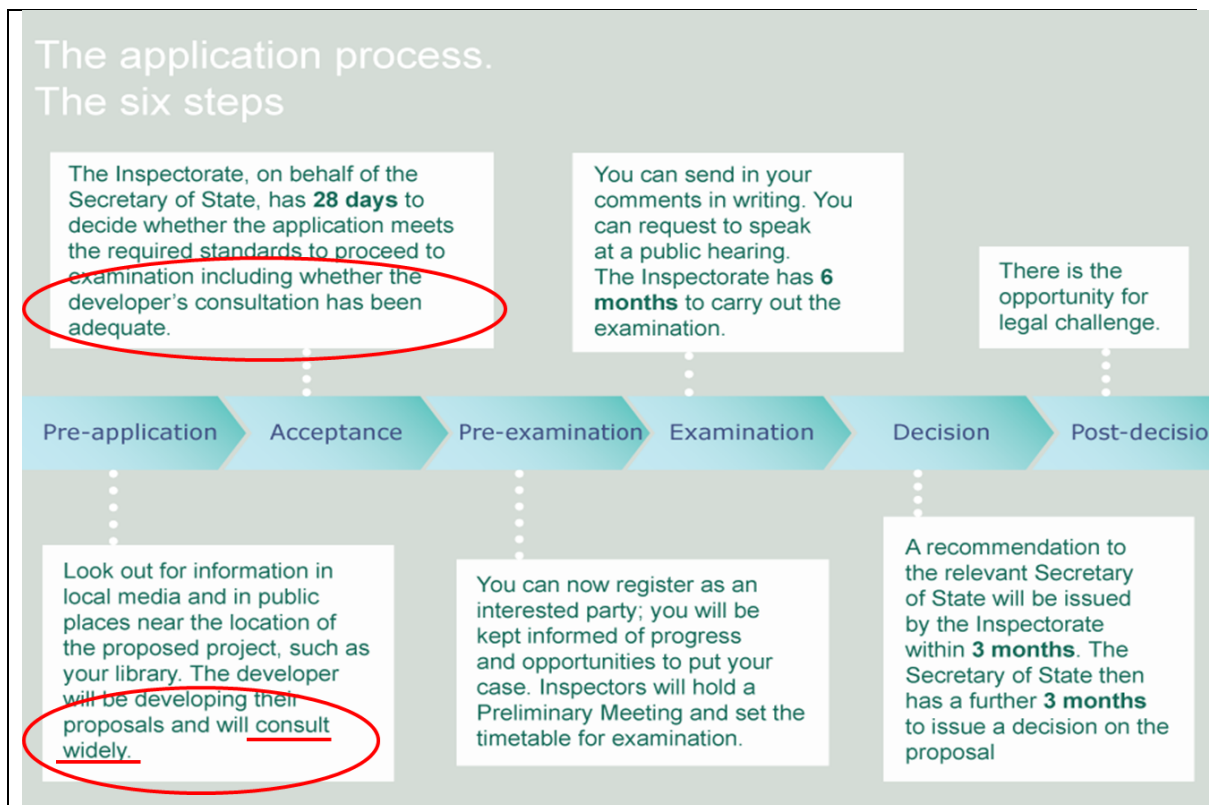 The application process.
The six steps
The Inspectorate, on behalf of the
Secretary of State, has 28 days to
decide whether the application meets
the required standards to proceed to
examination including whether the
developer's consultation has been
adequate.
You can send in your
comments in writing. You
can request to speak
at a public hearing.
The Inspectorate has 6
months to carry out the
examination.
There is the
opportunity for
legal challenge.
Pre-application
Acceptance
Pre-examination
Examination
Decision
Post-decisio
Look out for information in
local media and in public
places near the location of
the proposed project, such as
your library. The developer
will be developing their
proposals and will consult
widely.
You can now register as an
interested party; you will be
kept informed of progress
and opportunities to put your
case. Inspectors will hold a
Preliminary Meeting and set the
timetable for examination.
A recommendation to
the relevant Secretary
of State will be issued
by the Inspectorate
within 3 months. The
Secretary of State then
has a further 3 months
to issue a decision on the
proposal